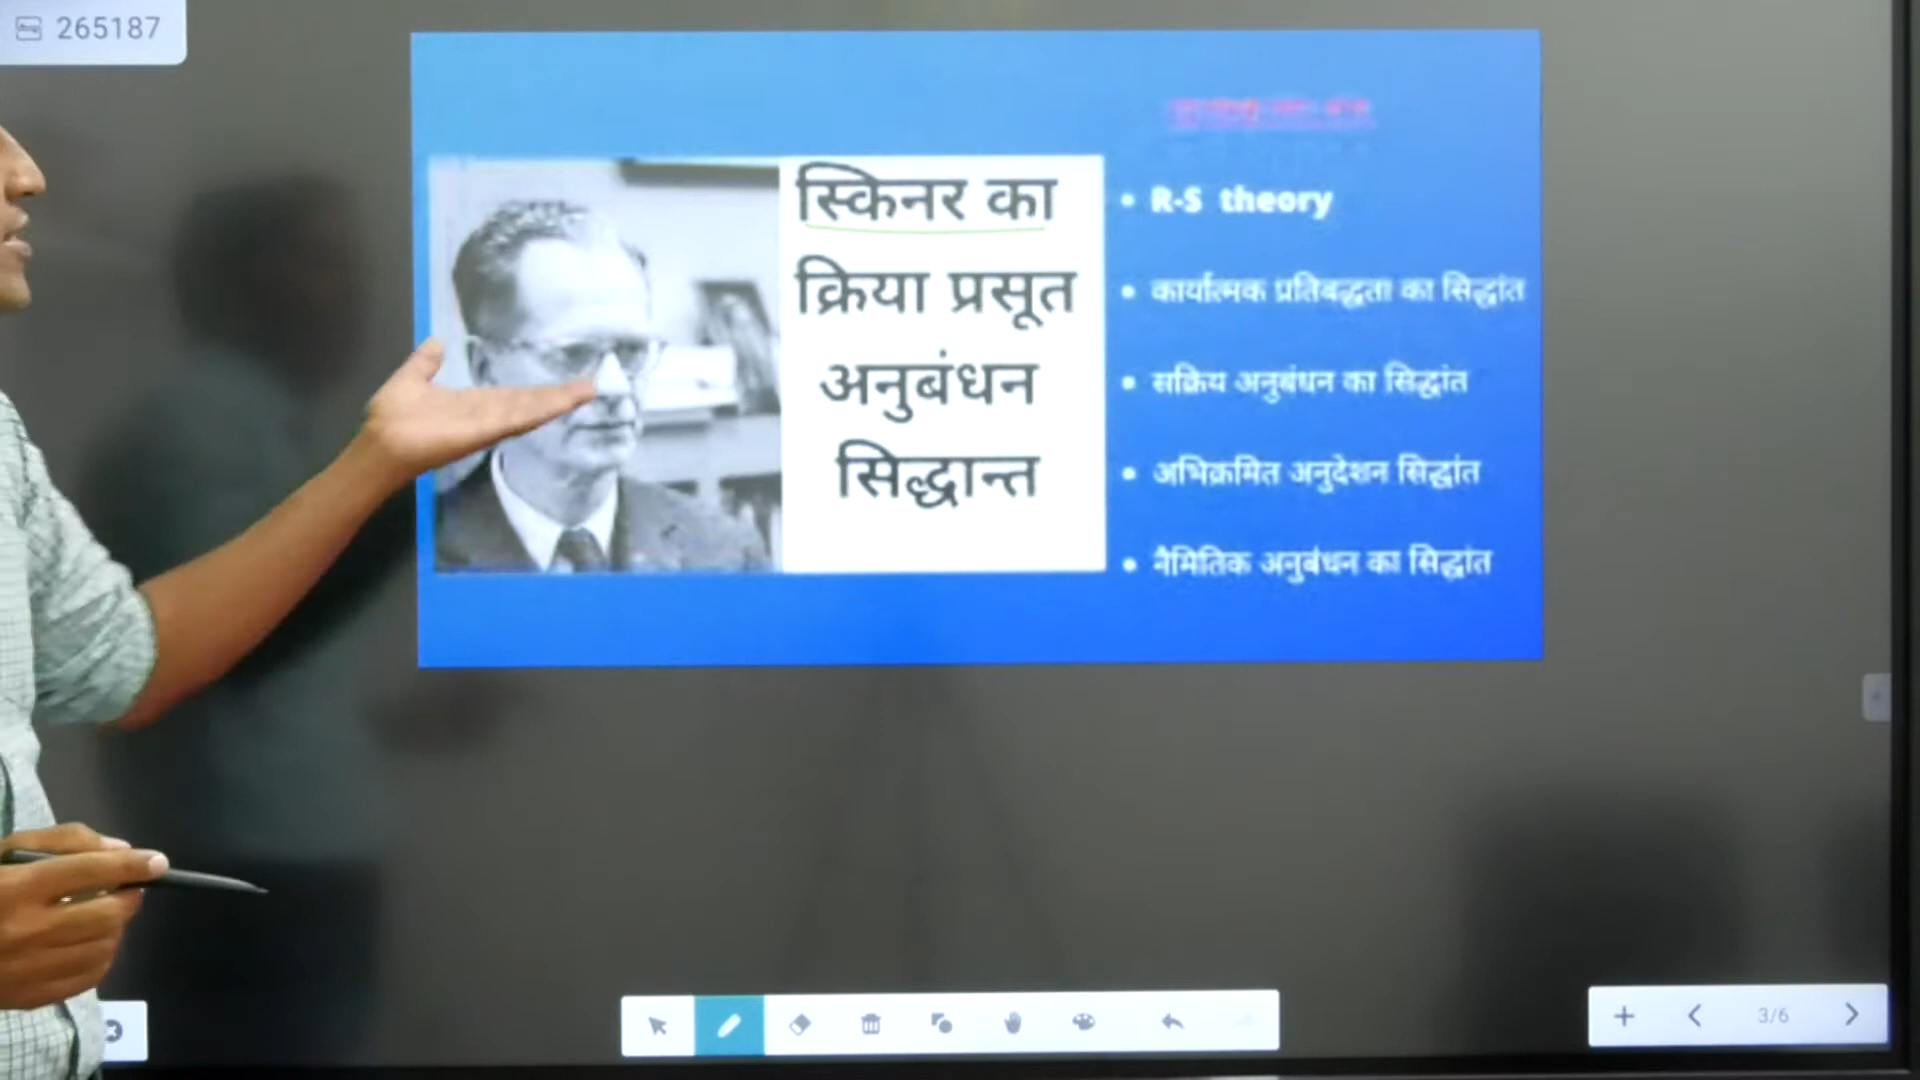 265187
स्किनर का
क्रिया प्रसूत
अनुबंधन
सिद्धान्त
• R-S theory
• कार्यात्मक प्रतिबद्धता का सिद्धांत
• सक्रिय अनुबंधन का सिद्धांत
• अभिक्रमित अनुदेशन सिद्धांत
• नैमितिक अनुबंधन का सिद्धांत
3/6